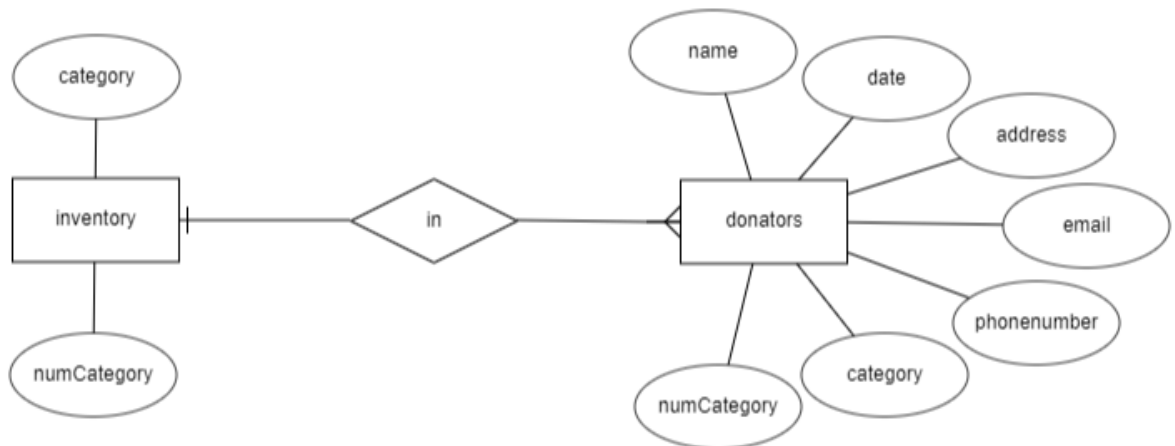 name
category
date
address
inventory
in
donators
email
phonenumber
numCategory
category
numCategory